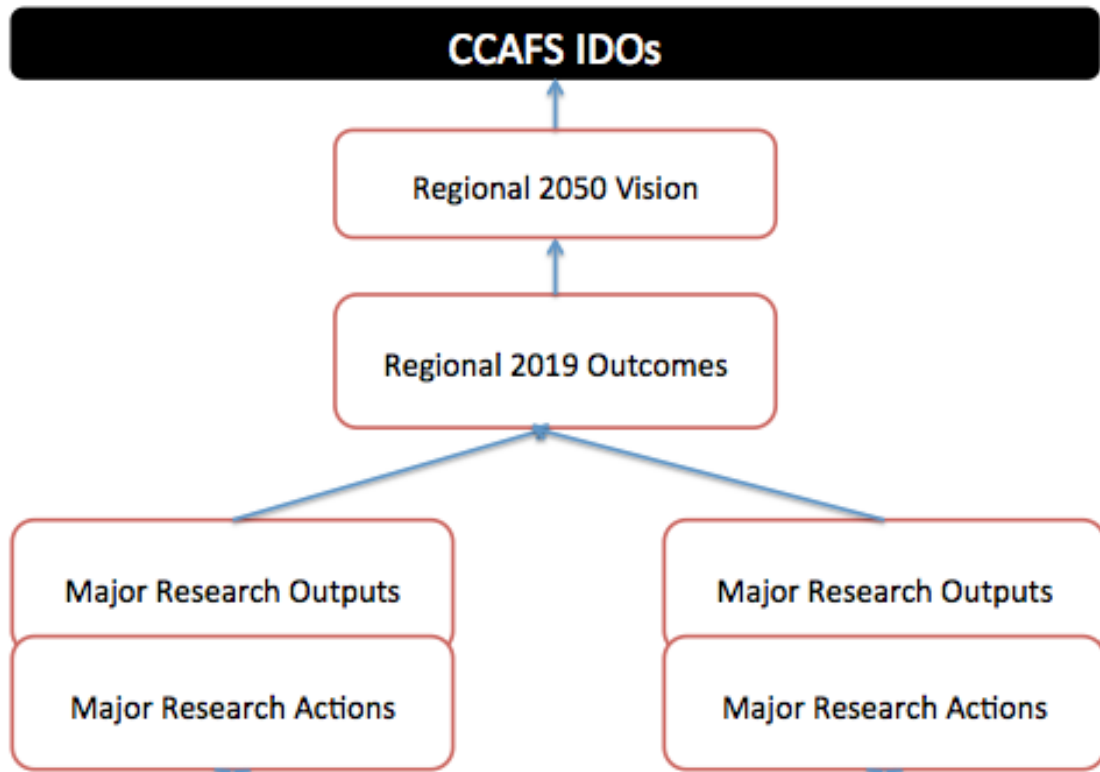 CCAFS IDOs
Regional 2050 Vision
Regional 2019 Outcomes
Major Research Outputs
Major Research Actions
Major Research Outputs
Major Research Actions